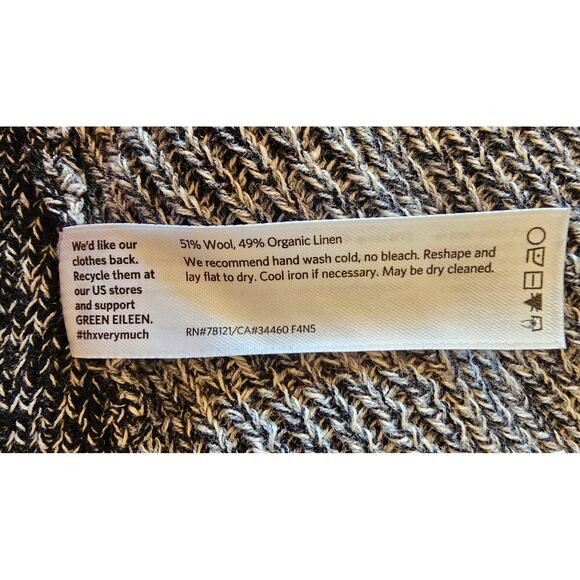 We'd like our
clothes back.
Recycle them at
our US stores
and support
GREEN EILEEN.
#thxverymuch
51% Wool, 49% Organic Linen
We recommend hand wash cold, no bleach. Reshape and
lay flat to dry. Cool iron if necessary. May be dry cleaned.
RN#78121/CA#34460 F4N5